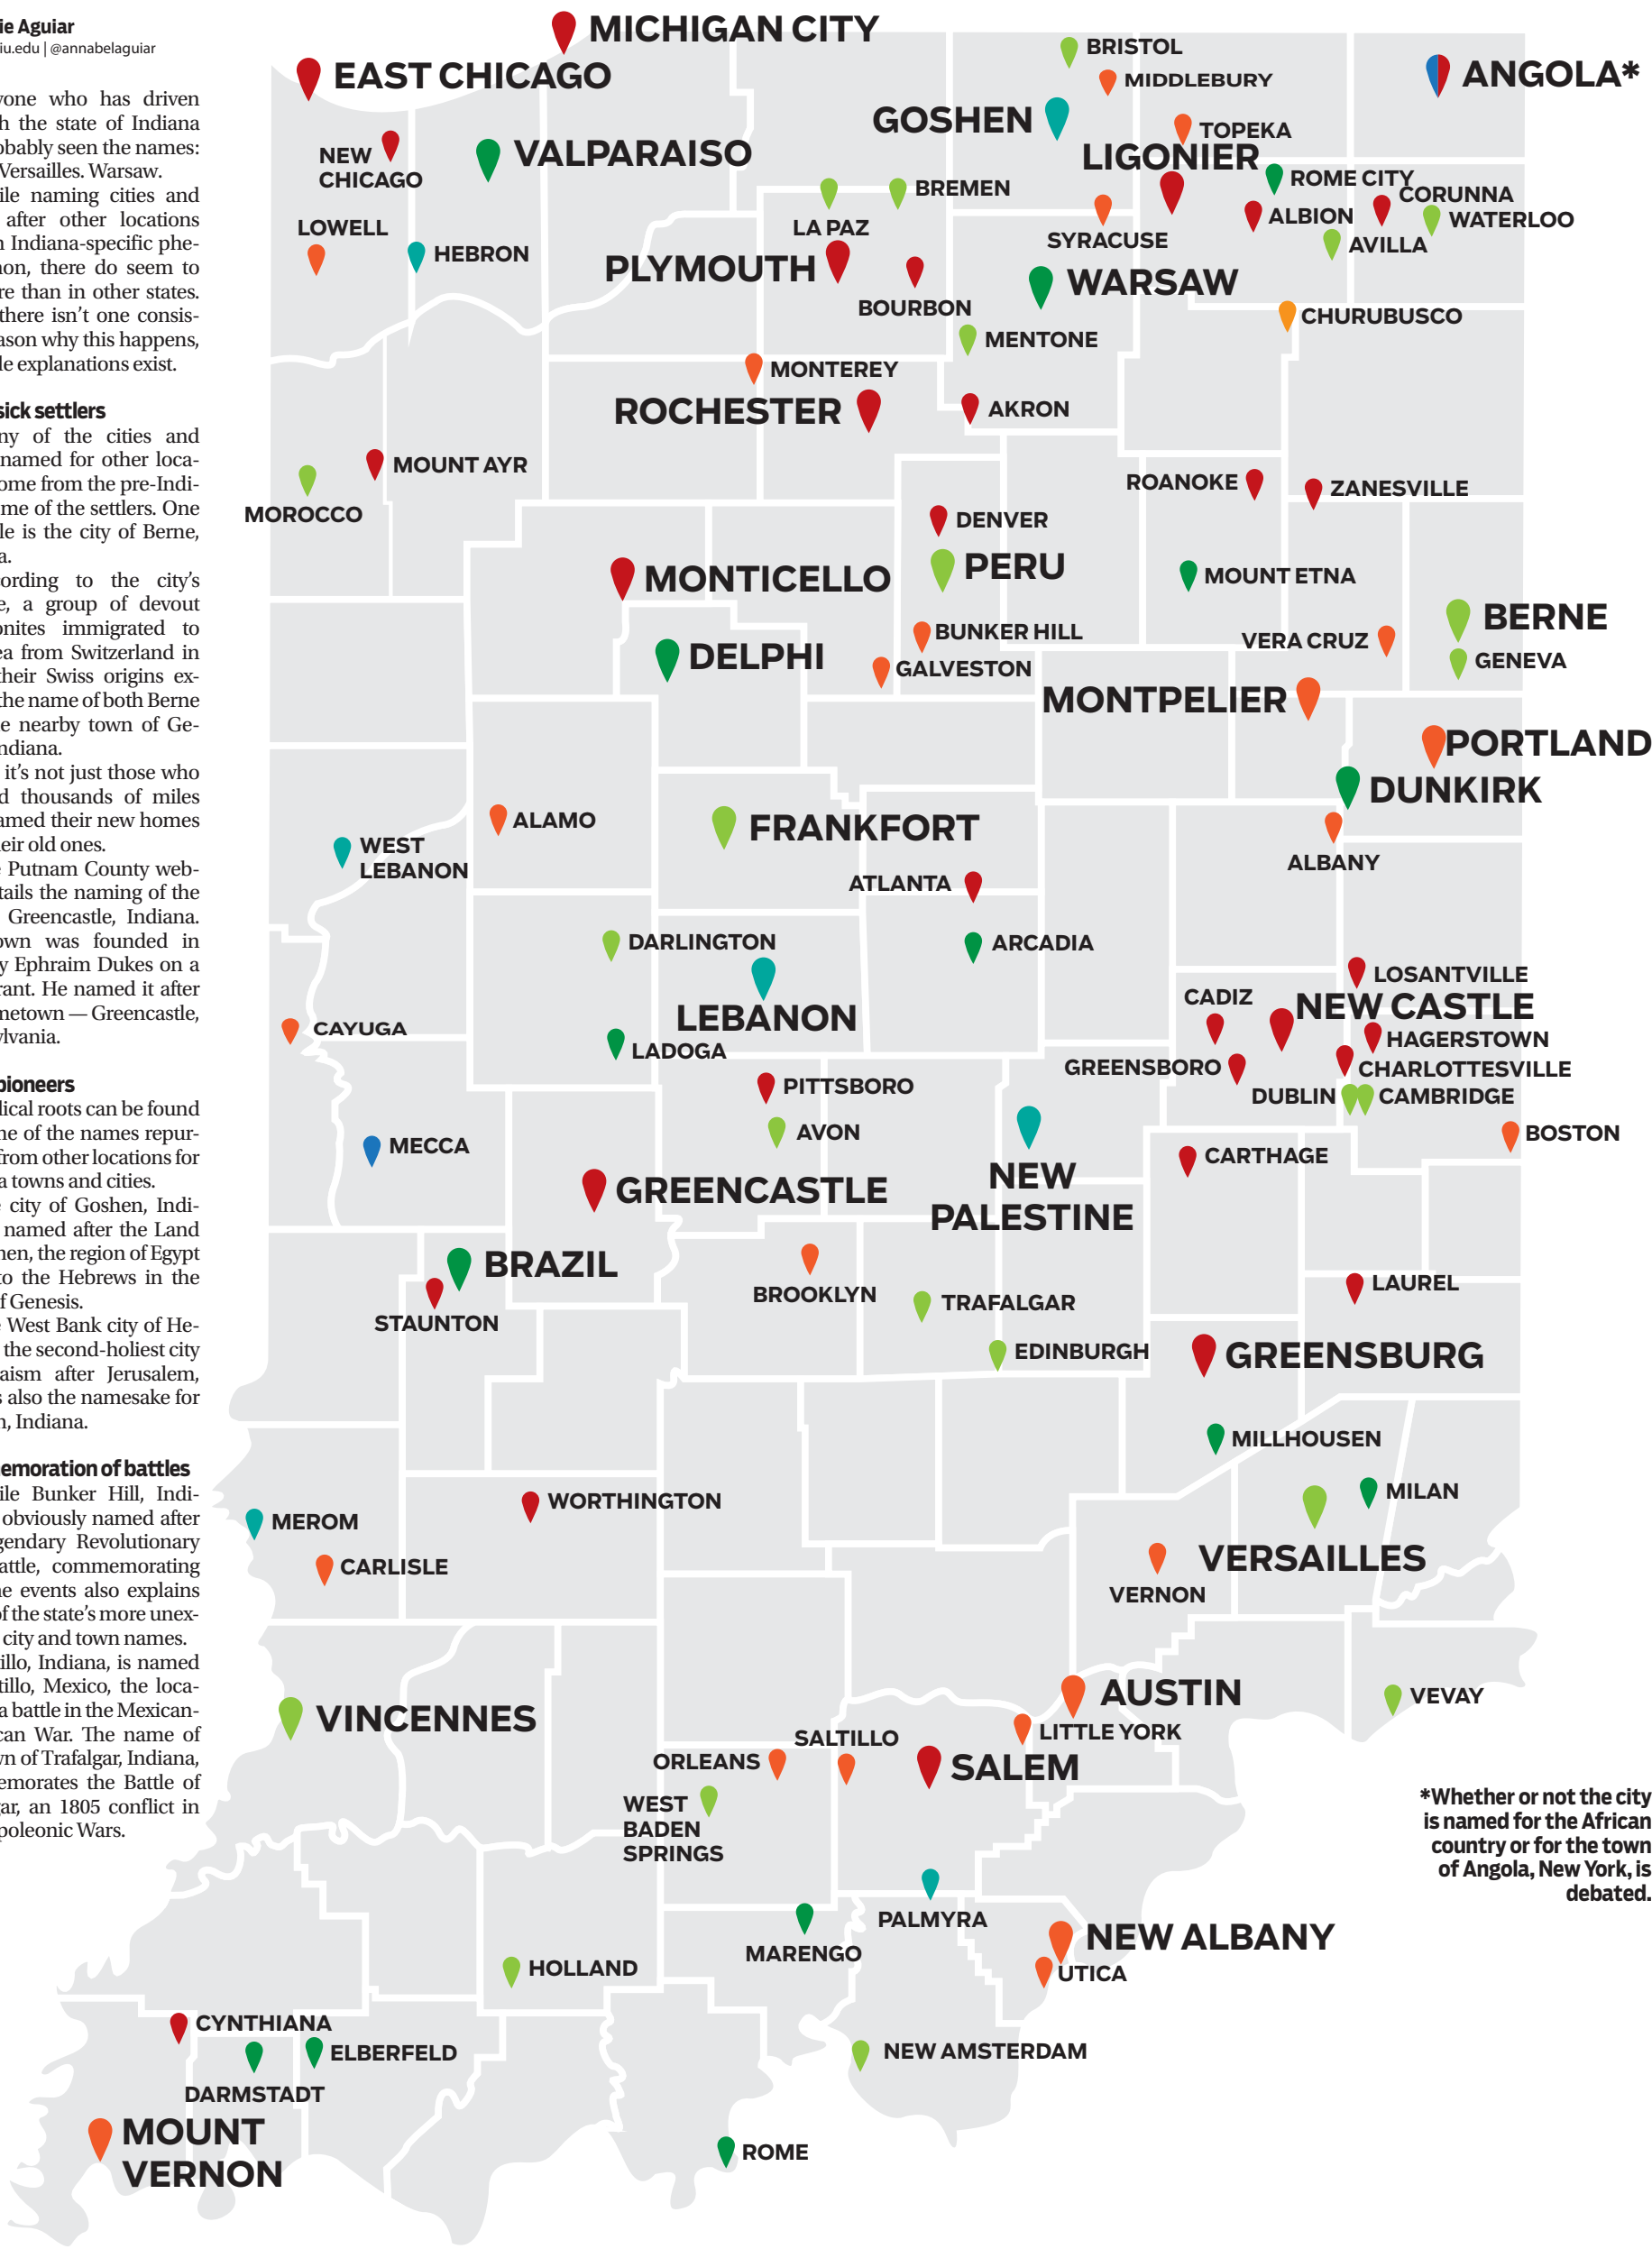 ie Aguiar
iu.edu | @annabelaguiar
yone who has driven
h the state of Indiana
obably seen the names:
Versailles. Warsaw.
ile naming cities and
after other locations
n Indiana-specific phe-
non, there do seem to
re than in other states.
there isn't one consis-
ason why this happens,
le explanations exist.
sick settlers
ny of the cities and
named for other loca-
ome from the pre-Indi-
me of the settlers. One
le is the city of Berne,
a.
cording to the city's
e, a group of devout
onites immigrated to
ea from Switzerland in
their Swiss origins ex-
the name of both Berne
e nearby town of Ge-
ndiana.
it's not just those who
d thousands of miles
amed their new homes
eir old ones.
e Putnam County web-
tails the naming of the
Greencastle, Indiana.
own was founded in
y Ephraim Dukes on a
rant. He named it after
metown — Greencastle,
ylvania.
pioneers
lical roots can be found
ne of the names repur-
from other locations for
a towns and cities.
e city of Goshen, Indi-
named after the Land
hen, the region of Egypt
to the Hebrews in the
f Genesis.
e West Bank city of He-
the second-holiest city
aism after Jerusalem,
s also the namesake for
n, Indiana.
emoration of battles
ile Bunker Hill, Indi-
obviously named after
gendary Revolutionary
attle, commemorating
ne events also explains
of the state's more unex-
city and town names.
illo, Indiana, is named
tillo, Mexico, the loca-
a battle in the Mexican-
can War. The name of
wn of Trafalgar, Indiana,
emorates the Battle of
gar, an 1805 conflict in
poleonic Wars.
MICHIGAN CITY
EAST CHICAGO
BRISTOL
MIDDLEBURY
ANGOLA*
GOSHEN
TOPEKA
NEW
CHICAGO
VALPARAISO
LIGONIER
ROME CITY
CORUNNA
BREMEN
LA PAZ
ALBION
WATERLOO
LOWELL
HEBRON
SYRACUSE
AVILLA
PLYMOUTH
WARSAW
BOURBON
CHURUBUSCO
MENTONE
MONTEREY
ROCHESTER
AKRON
MOUNT AYR
MOROCCO
ROANOKE
ZANESVILLE
DENVER
PERU
MONTICELLO
MOUNT ETNA
BERNE
BUNKER HILL
VERA CRUZ
DELPHI
GALVESTON
GENEVA
MONTPELIER
PORTLAND
DUNKIRK
ALAMO
FRANKFORT
WEST
LEBANON
ALBANY
ATLANTA
DARLINGTON
ARCADIA
LOSANTVILLE
LEBANON
CADIZ
NEW CASTLE
CAYUGA
LADOGA
HAGERSTOWN
GREENSBORO
CHARLOTTESVILLE
PITTSBORO
DUBLIN
CAMBRIDGE
AVON
BOSTON
MECCA
NEW
PALESTINE
CARTHAGE
GREENCASTLE
BRAZIL
BROOKLYN
LAUREL
STAUNTON
TRAFALGAR
EDINBURGH
GREENSBURG
MILLHOUSEN
MILAN
WORTHINGTON
MEROM
CARLISLE
VERSAILLES
VERNON
AUSTIN
VEVAY
VINCENNES
LITTLE YORK
SALTILLO
ORLEANS
SALEM
WEST
BADEN
SPRINGS
*Whether or not the city
is named for the African
country or for the town
of Angola, New York, is
debated.
PALMYRA
MARENGO
NEW ALBANY
HOLLAND
UTICA
CYNTHIANA
ELBERFELD
NEW AMSTERDAM
DARMSTADT
MOUNT
VERNON
ROME